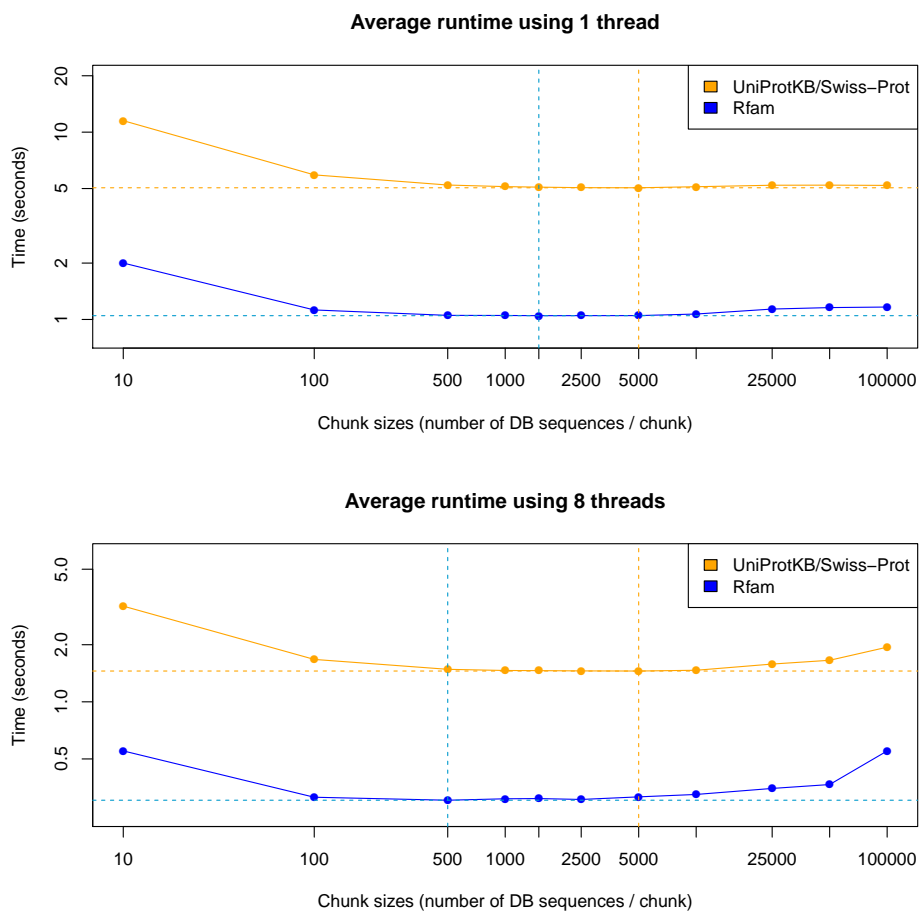 Average runtime using 1 thread
20
10
5
2
1
Time (seconds)
UniProtKB/Swiss−Prot
Rfam
10 100 500 1000 2500 5000 25000 100000
Chunk sizes (number of DB sequences / chunk)
Average runtime using 8 threads
5.0
2.0
1.0
0.5
Time (seconds)
UniProtKB/Swiss−Prot
Rfam
10 100 500 1000 2500 5000 25000 100000
Chunk sizes (number of DB sequences / chunk)